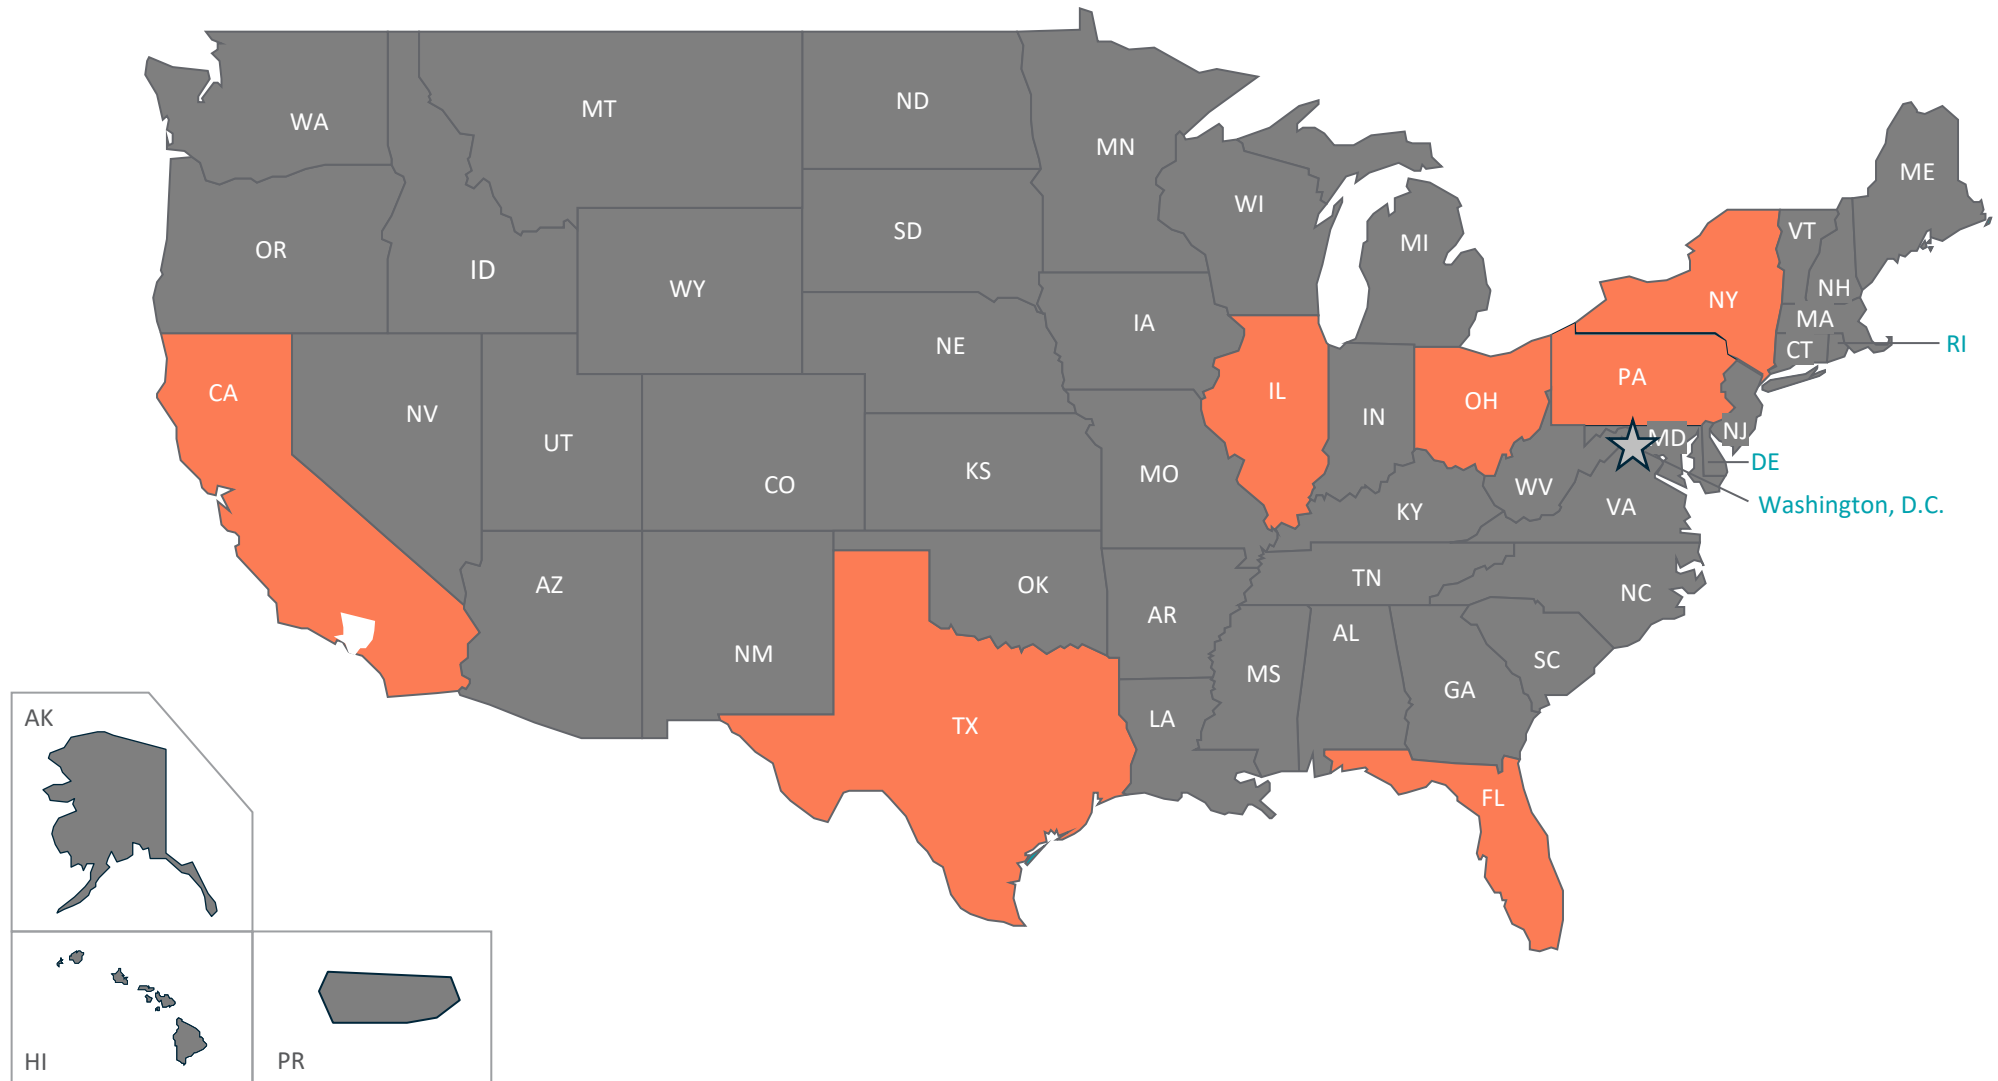 WA
MT
ND
MN
ME
WI
VT
SD
MI
OR
ID
NH
WY
NY
MA
IA
RI
NE
CT
PA
IL
CA
OH
NV
IN
NJ
MD
UT
DE
KS
MO
CO
WV
Washington, D.C.
VA
KY
TN
AZ
OK
NC
AR
AL
NM
SC
MS
GA
AK
LA
TX
FL
HI
PR